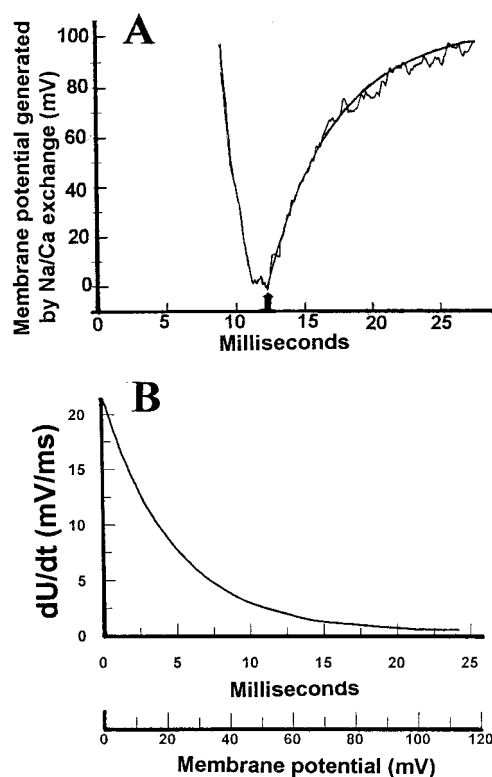 A
Membrane potential generated
by Na/Ca exchange (mV)
100
80
60
40
20
0
0 5 10 15 20 25
Milliseconds
B
dU/dt (mV/ms)
20
15
10
5
0
0 5 10 15 20 25
Milliseconds
0 20 40 60 80 100 120
Membrane potential (mV)